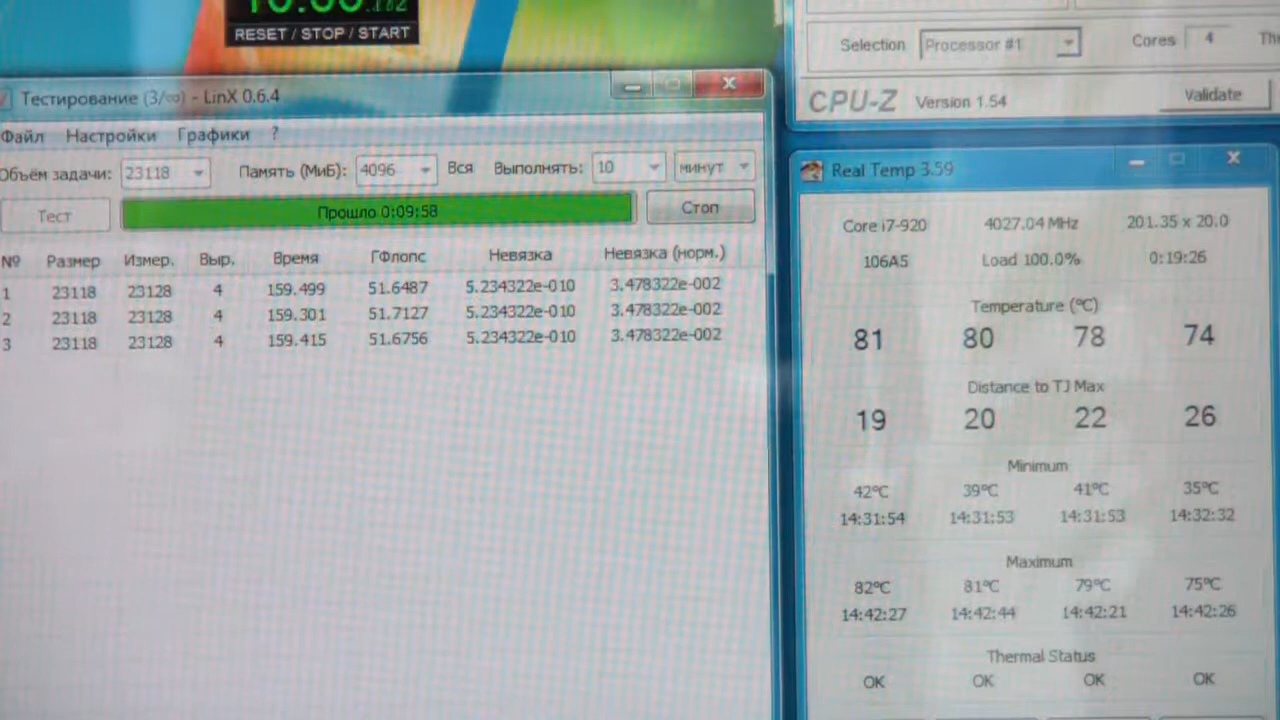 RESET / STOP / START
Тестирование (3/∞) - LinX 0.6.4
Файл Настройки Графики ?
Объём задачи: 23118 Память (МиБ): 4096 Вся Выполнять: 10 минут
Тест Прошло 0:09:58 Стоп
№ Размер Измер. Выр. Время ГФлопс Невязка Невязка (норм.)
1 23118 23128 4 159.499 51.6487 5.234322e-010 3.478322e-002
2 23118 23128 4 159.301 51.7127 5.234322e-010 3.478322e-002
3 23118 23128 4 159.415 51.6756 5.234322e-010 3.478322e-002
Selection Processor #1 Cores 4
CPU-Z Version 1.54 Validate
Real Temp 3.59
Core i7-920 4027.04 MHz 201.35 x 20.0
106A5 Load 100.0% 0:19:26
Temperature (°C)
81 80 78 74
Distance to TJ Max
19 20 22 26
Minimum
42°C 39°C 41°C 35°C
14:31:54 14:31:53 14:31:53 14:32:32
Maximum
82°C 81°C 79°C 75°C
14:42:27 14:42:44 14:42:21 14:42:26
Thermal Status
OK OK OK OK